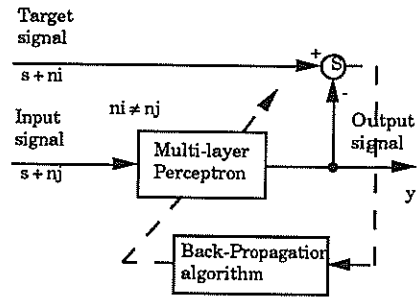 Target
signal
s + ni
+
S
-
ni ≠ nj
Input
signal
s + nj
Multi-layer
Perceptron
Output
signal
y
Back-Propagation
algorithm